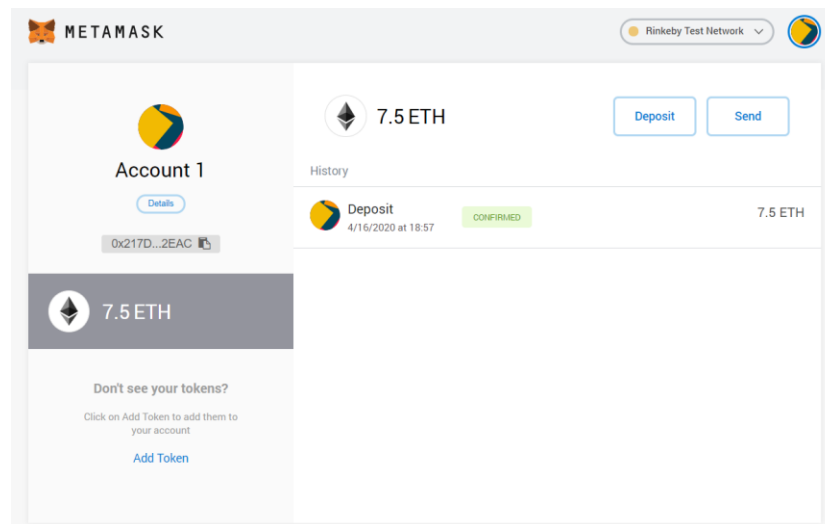 METAMASK
Rinkeby Test Network
Account 1
Details
0x217D...2EAC
7.5 ETH
Don't see your tokens?
Click on Add Token to add them to
your account
Add Token
7.5 ETH
Deposit
Send
History
Deposit
4/16/2020 at 18:57
CONFIRMED
7.5 ETH